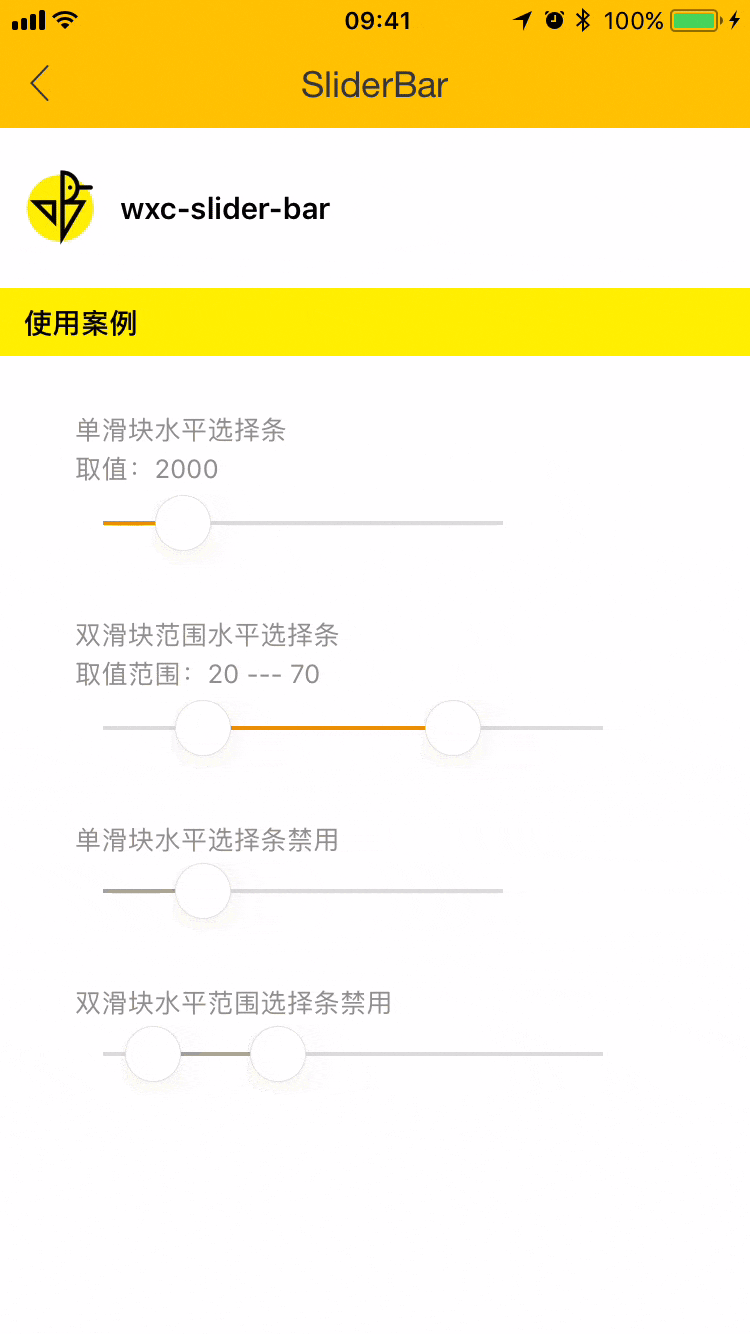 09:41
100%
SliderBar
wxc-slider-bar
使用案例
单滑块水平选择条
取值：2000
双滑块范围水平选择条
取值范围：20 --- 70
单滑块水平选择条禁用
双滑块水平范围选择条禁用